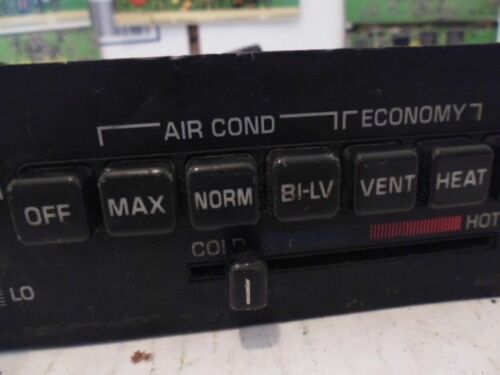 AIR COND ECONOMY
OFF MAX NORM BI-LV VENT HEAT
COLD HOT
LO